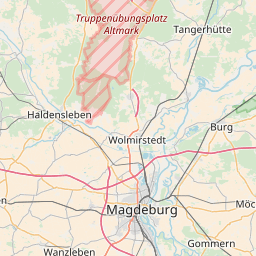 Truppenübungsplatz
Altmark
Tangerhütte
Haldensleben
Burg
Wolmirstedt
Magdeburg
Gommern
Wanzleben